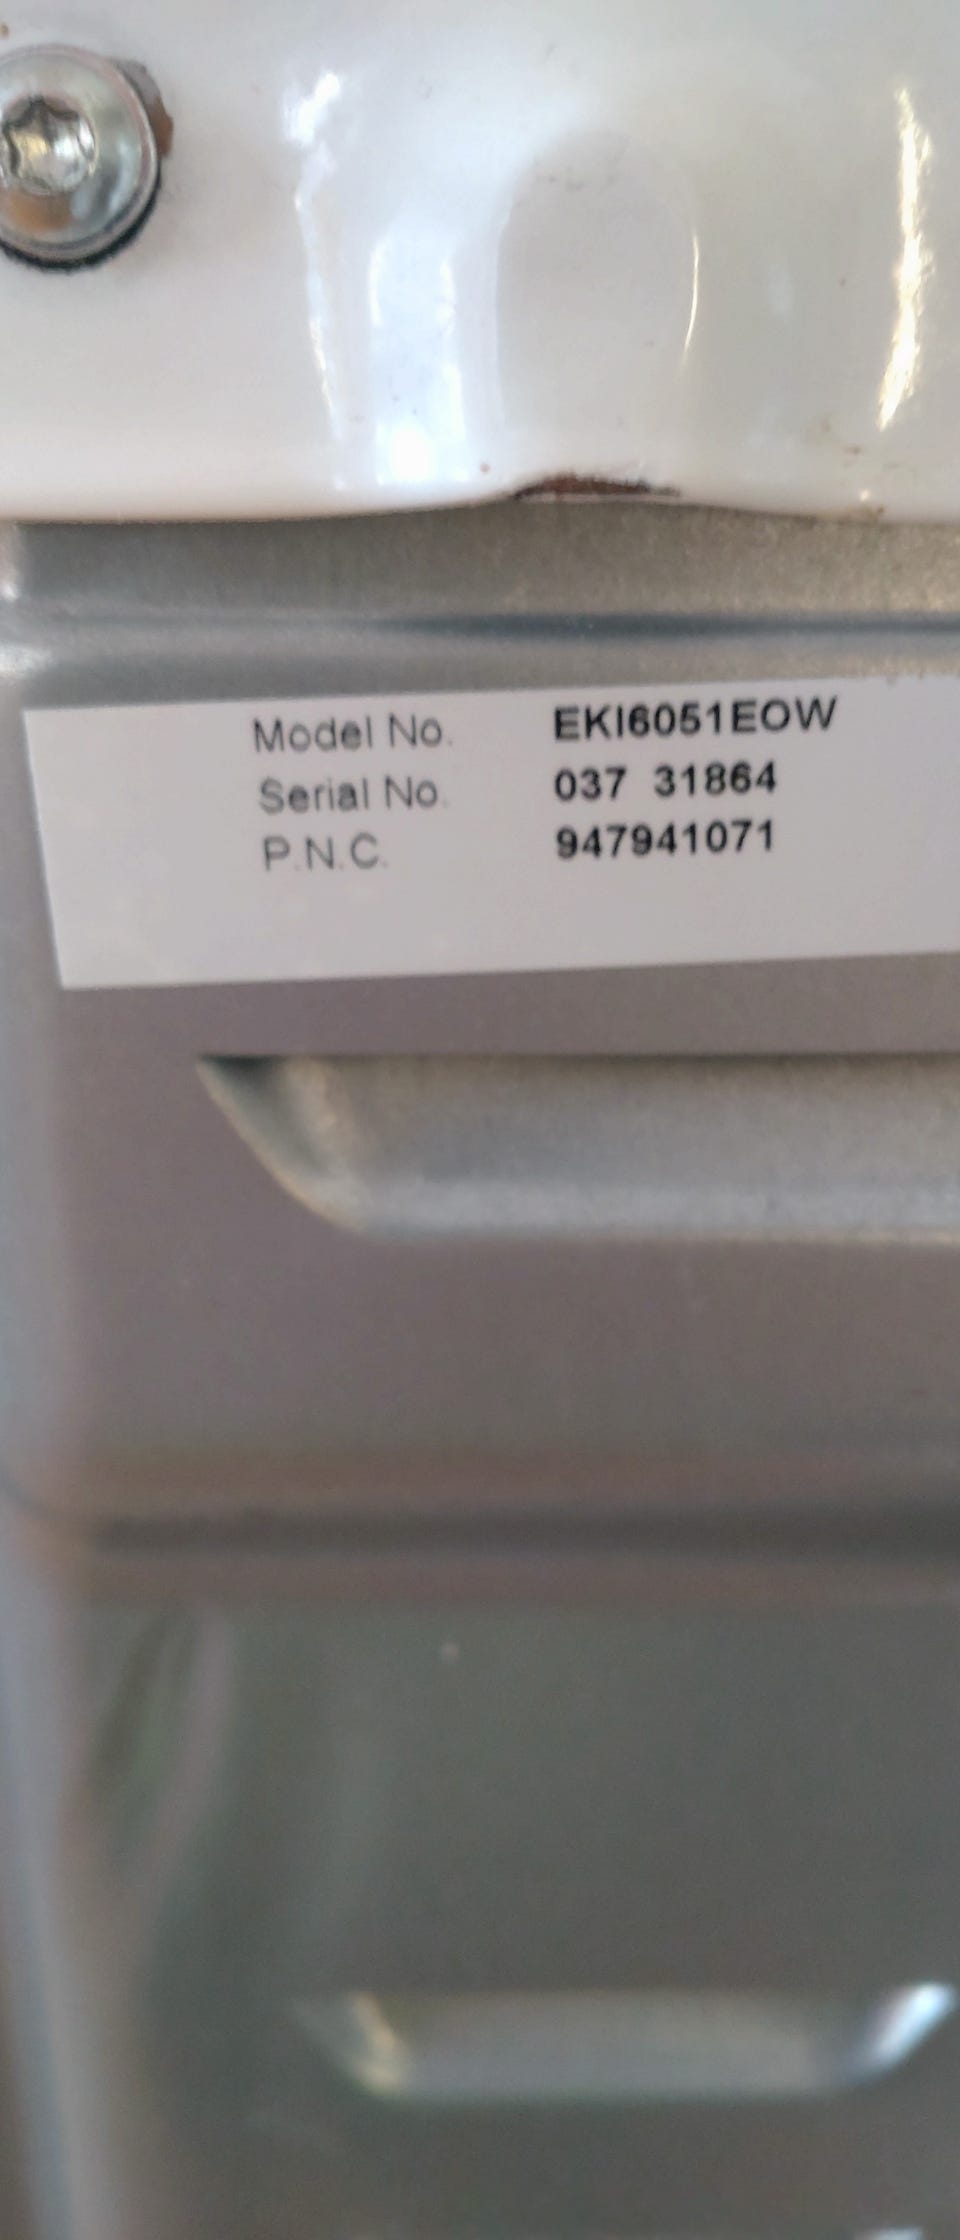 Model No. EKI6051EOW
Serial No. 037 31864
P.N.C. 947941071